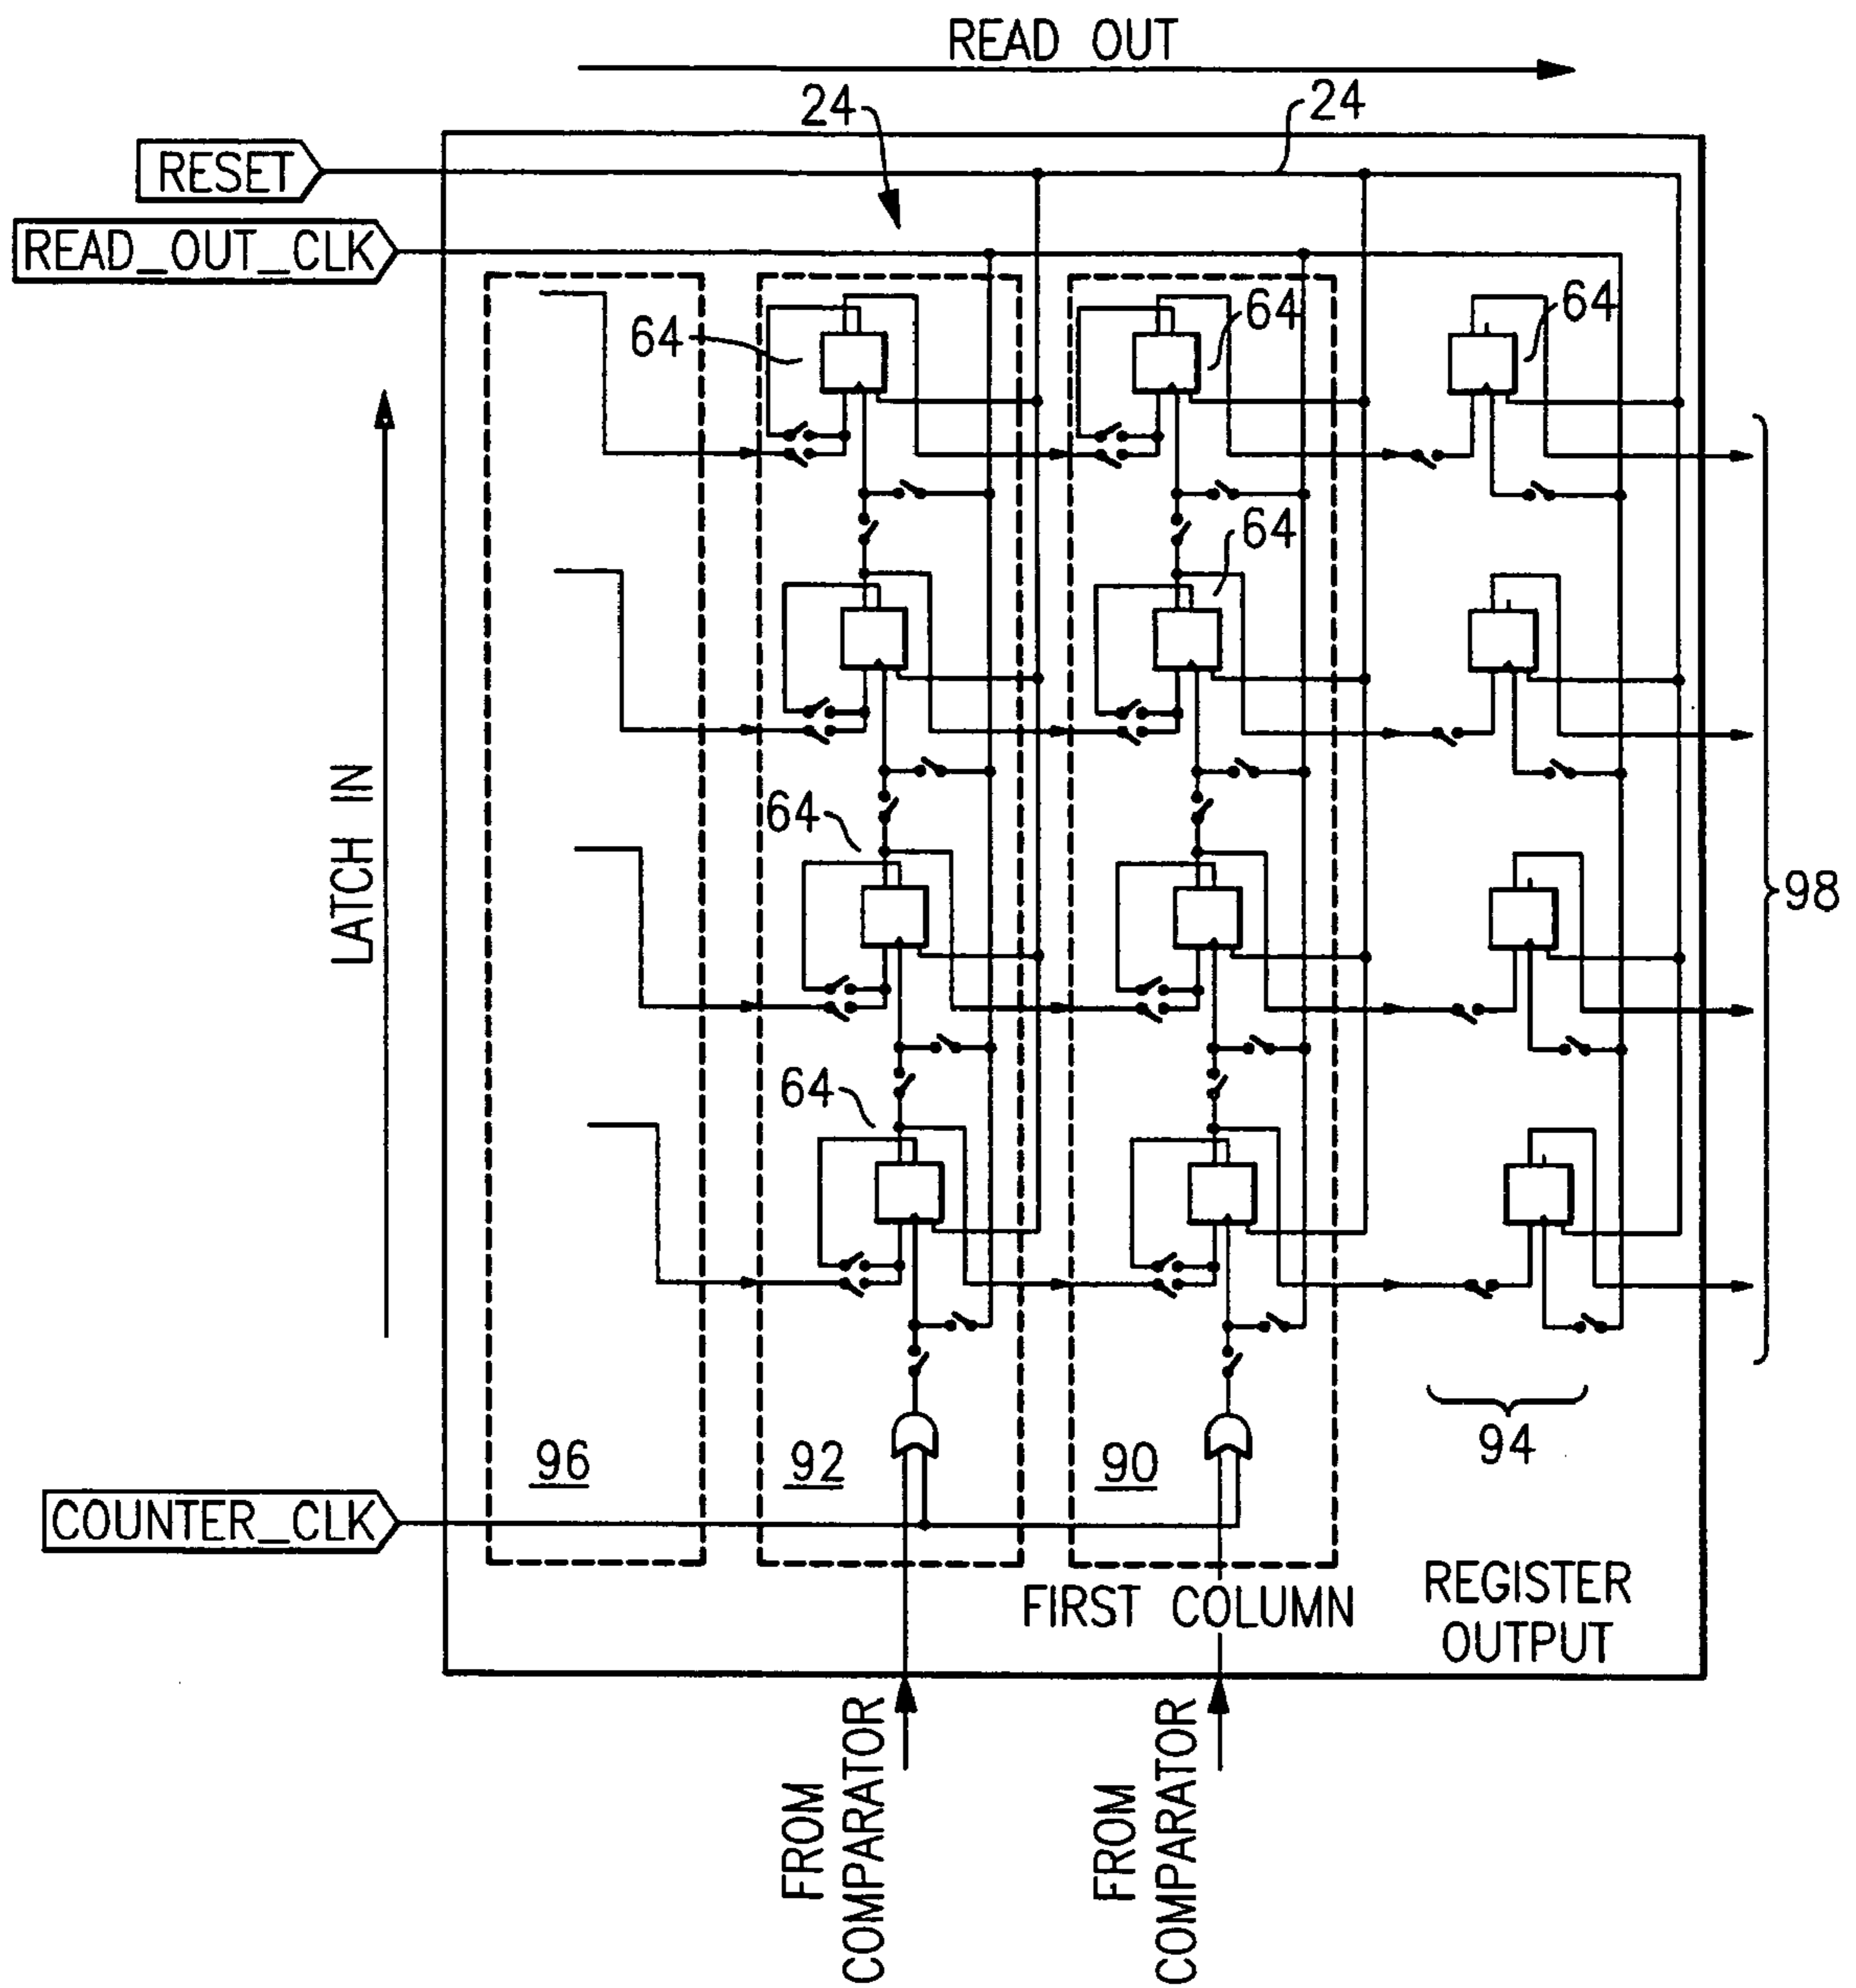 READ OUT
24
24
RESET
READ_OUT_CLK
64
64
64
64
LATCH IN
64
98
64
94
96
92
90
COUNTER_CLK
FIRST COLUMN
REGISTER
OUTPUT
FROM
COMPARATOR
FROM
COMPARATOR